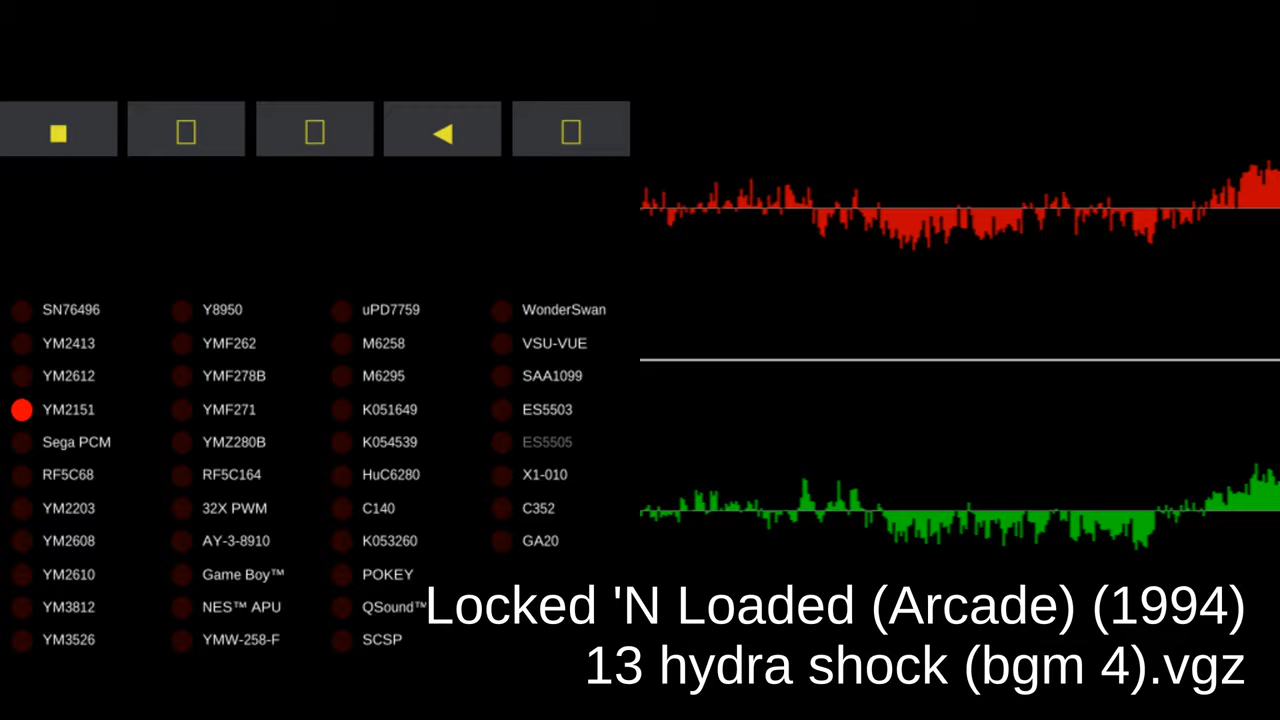 SN76496 Y8950 uPD7759 WonderSwan
YM2413 YMF262 M6258 VSU-VUE
YM2612 YMF278B M6295 SAA1099
YM2151 YMF271 K051649 ES5503
Sega PCM YMZ280B K054539 ES5505
RF5C68 RF5C164 HuC6280 X1-010
YM2203 32X PWM C140 C352
YM2608 AY-3-8910 K053260 GA20
YM2610 Game Boy™ POKEY
YM3812 NES™ APU QSound™
YM3526 YMW-258-F SCSP
Locked 'N Loaded (Arcade) (1994)
13 hydra shock (bgm 4).vgz